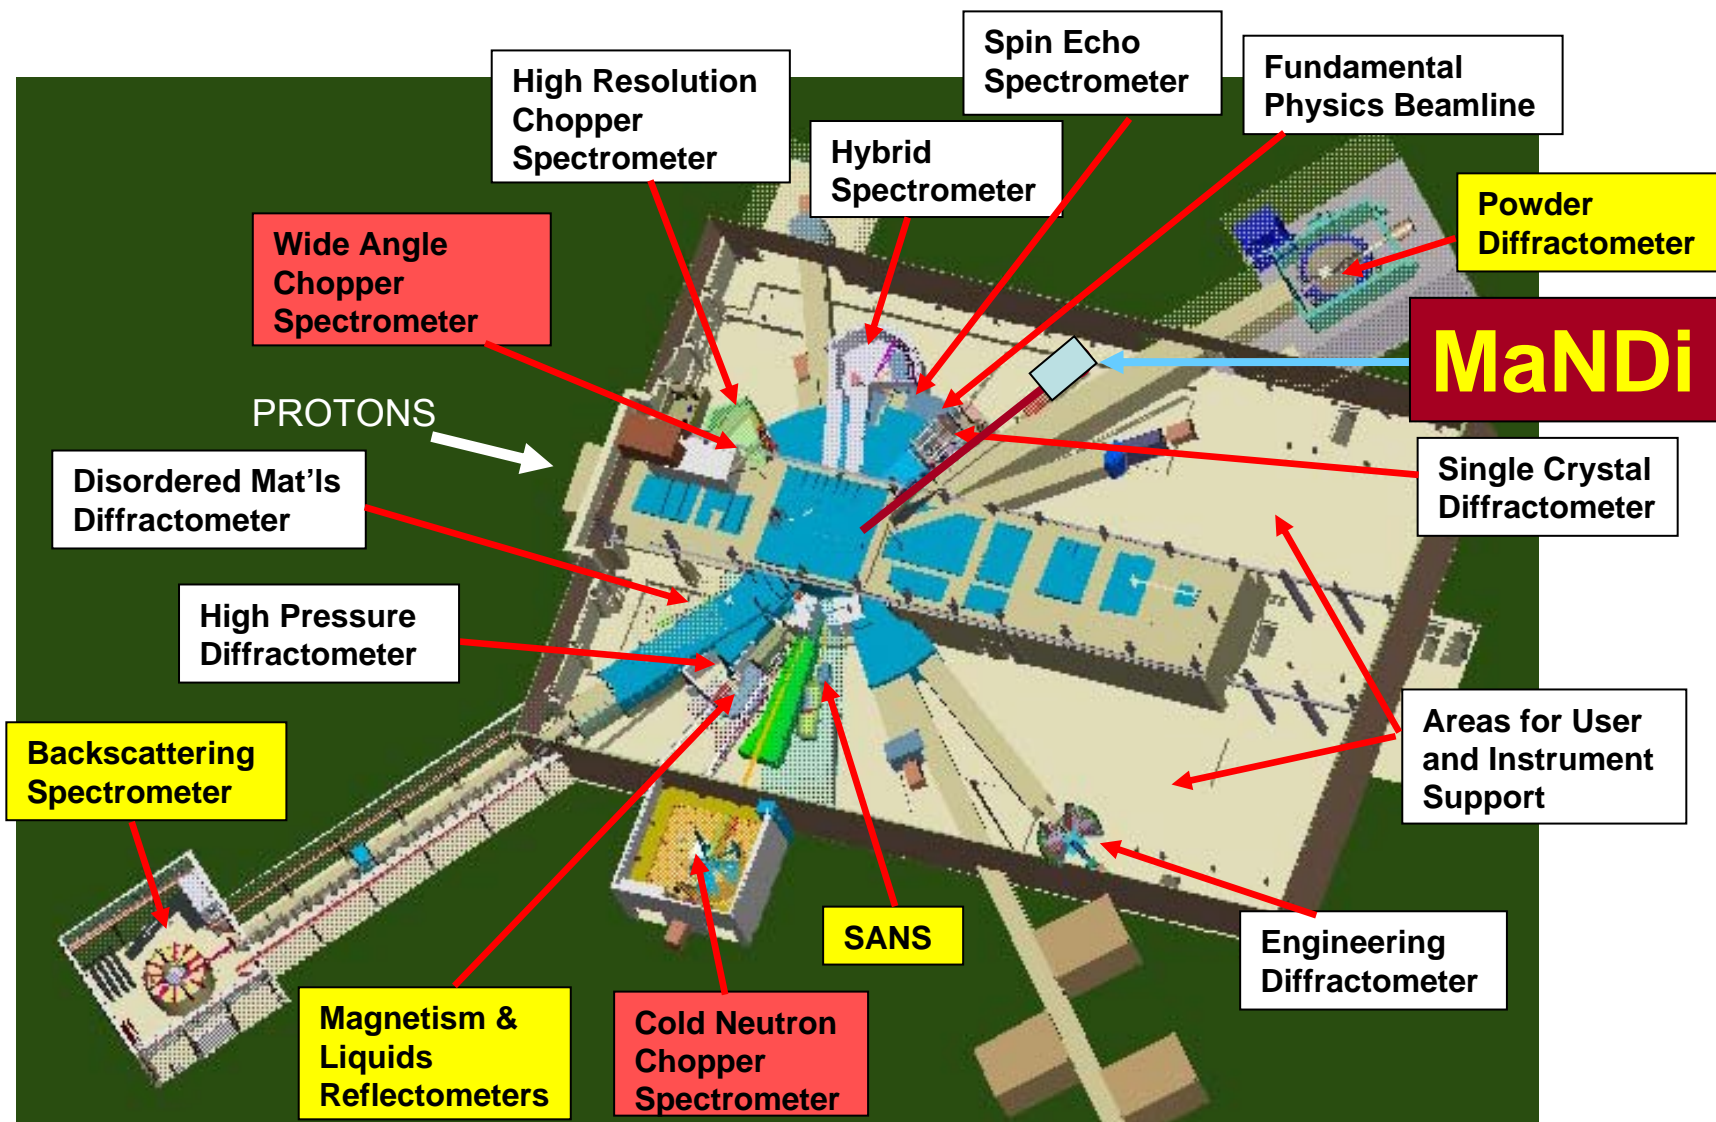 Spin Echo
Spectrometer
Fundamental
Physics Beamline
High Resolution
Chopper
Spectrometer
Hybrid
Spectrometer
Powder
Diffractometer
Wide Angle
Chopper
Spectrometer
MaNDi
PROTONS
Single Crystal
Diffractometer
Disordered Mat'ls
Diffractometer
High Pressure
Diffractometer
Areas for User
and Instrument
Support
Backscattering
Spectrometer
SANS
Engineering
Diffractometer
Magnetism &
Liquids
Reflectometers
Cold Neutron
Chopper
Spectrometer